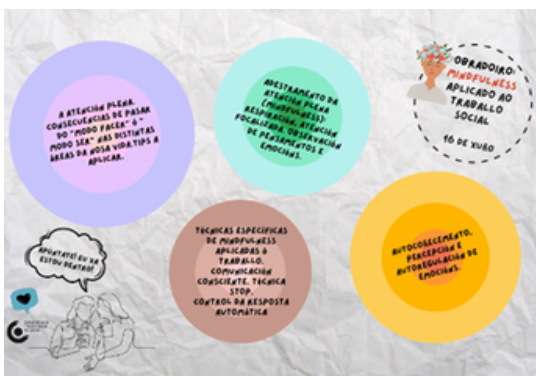 A ATENCIÓN PLENA.
CONSECUENCIAS DE PASAR
DO "MODO FACER" Ó "
MODO SER" NAS DISTINTAS
ÁREAS DA NOSA VIDA.TIPS A
APLICAR.
ADESTRAMENTO DA
ATENCIÓN PLENA
(MINDFULNESS):
RESPIRACIÓN, ATENCIÓN
FOCALIZADA, OBSERVACIÓN
DE PENSAMENTOS E
EMOCIÓNS.
OBRADOIRO:
MINDFULNESS
APLICADO AO
TRABALLO
SOCIAL
16 DE XUÑO
APÚNTATE! EU XA
ESTOU DENTRO!
TÉCNICAS ESPECÍFICAS
DE MINDFULNESS
APLICADAS Ó
TRABALLO.
COMUNICACIÓN
CONSCIENTE. TÉCNICA
STOP.
CONTROL DA RESPOSTA
AUTOMÁTICA
AUTOCOÑECEMENTO,
PERCEPCIÓN E
AUTOREGULACIÓN DE
EMOCIÓNS.